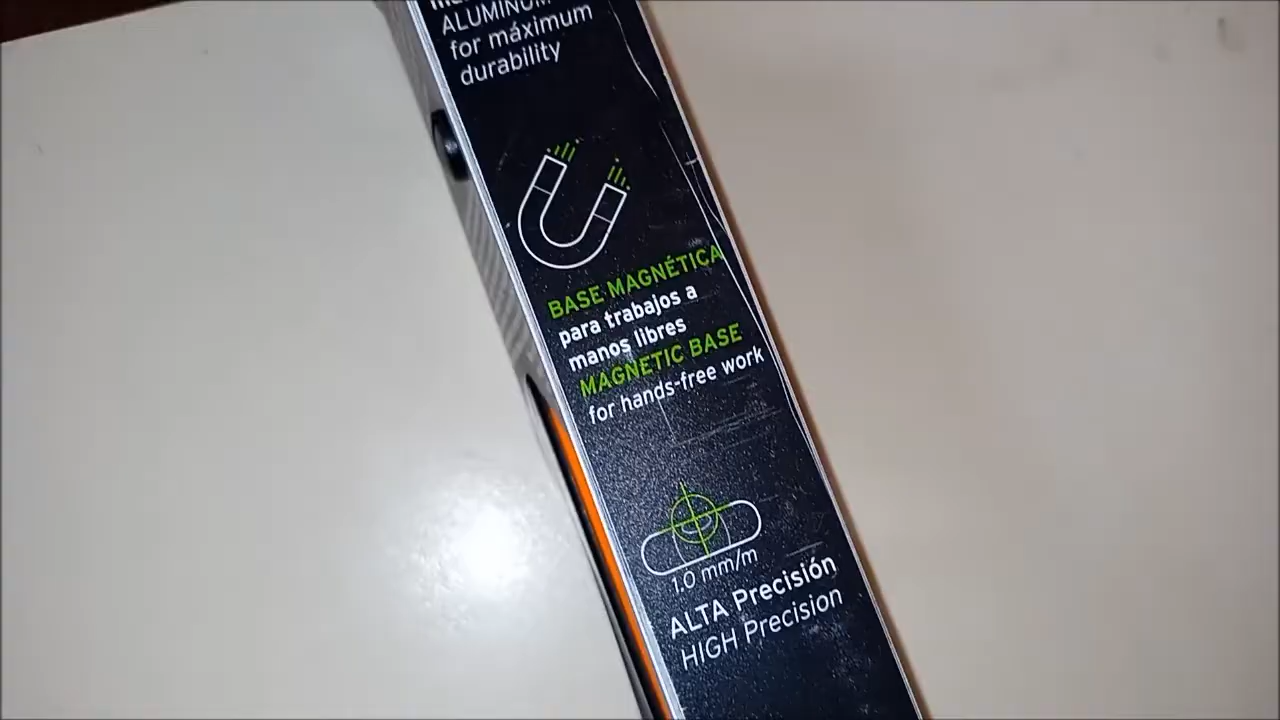 ALUMINUM
for máximum
durability
BASE MAGNÉTICA
para trabajos a
manos libres
MAGNETIC BASE
for hands-free work
1.0 mm/m
ALTA Precisión
HIGH Precision